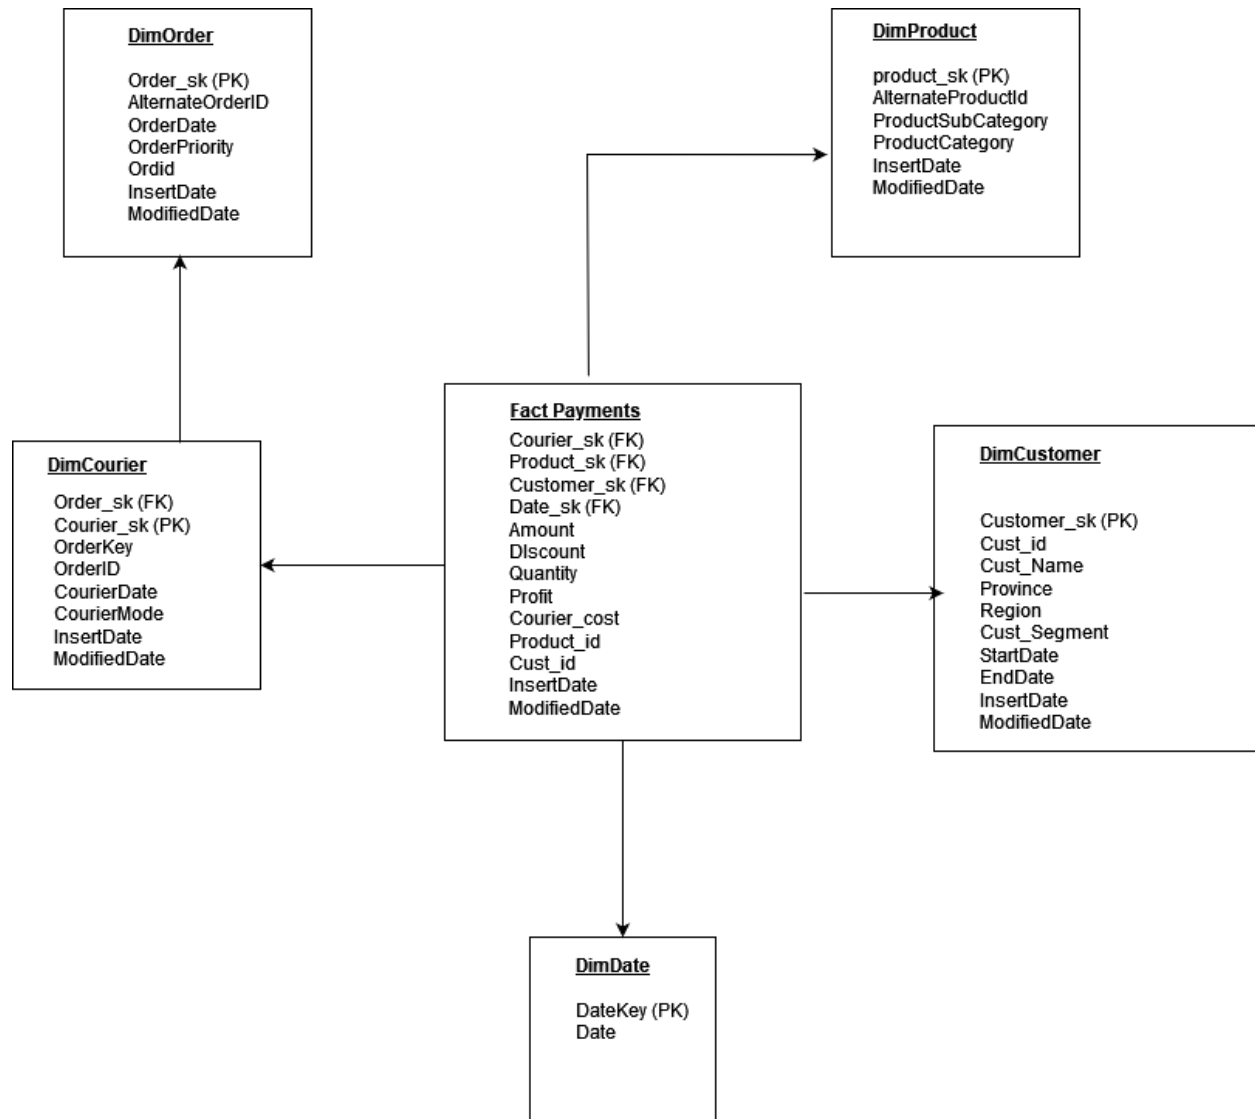 DimOrder
Order_sk (PK)
AlternateOrderID
OrderDate
OrderPriority
Ordid
InsertDate
ModifiedDate
DimProduct
product_sk (PK)
AlternateProductId
ProductSubCategory
ProductCategory
InsertDate
ModifiedDate
DimCourier
Order_sk (FK)
Courier_sk (PK)
OrderKey
OrderID
CourierDate
CourierMode
InsertDate
ModifiedDate
Fact Payments
Courier_sk (FK)
Product_sk (FK)
Customer_sk (FK)
Date_sk (FK)
Amount
DIscount
Quantity
Profit
Courier_cost
Product_id
Cust_id
InsertDate
ModifiedDate
DimCustomer
Customer_sk (PK)
Cust_id
Cust_Name
Province
Region
Cust_Segment
StartDate
EndDate
InsertDate
ModifiedDate
DimDate
DateKey (PK)
Date